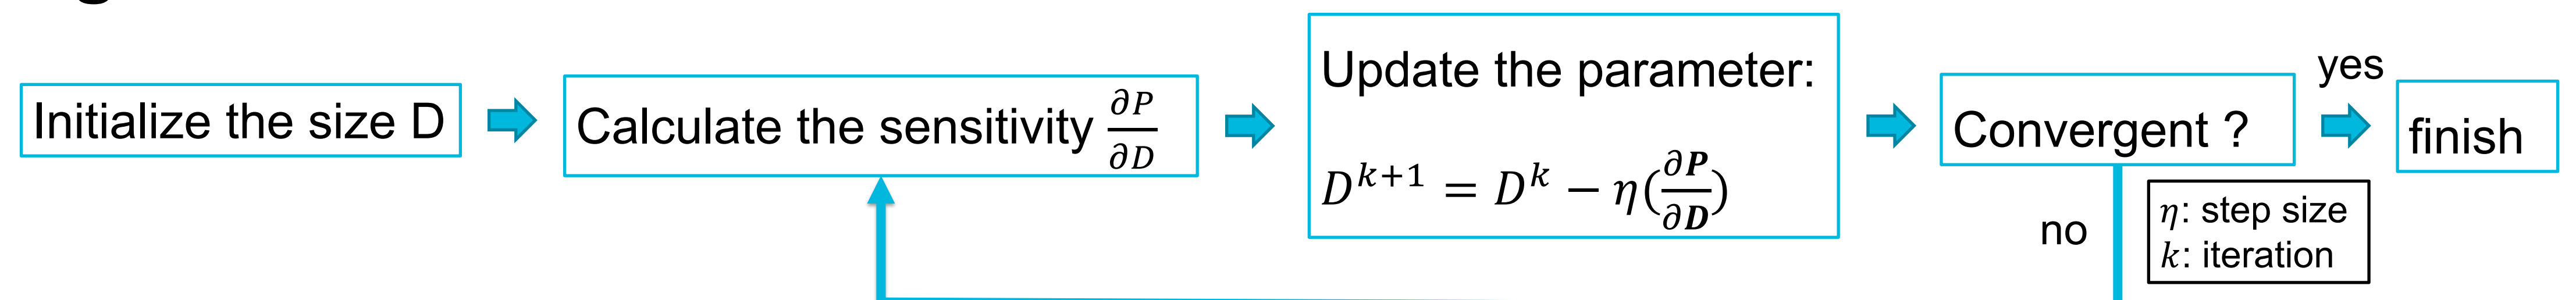 Initialize the size D
Calculate the sensitivity ∂P/∂D
Update the parameter:
D^{k+1} = D^k − η(∂P/∂D)
Convergent ?
yes
finish
no
η: step size
k: iteration